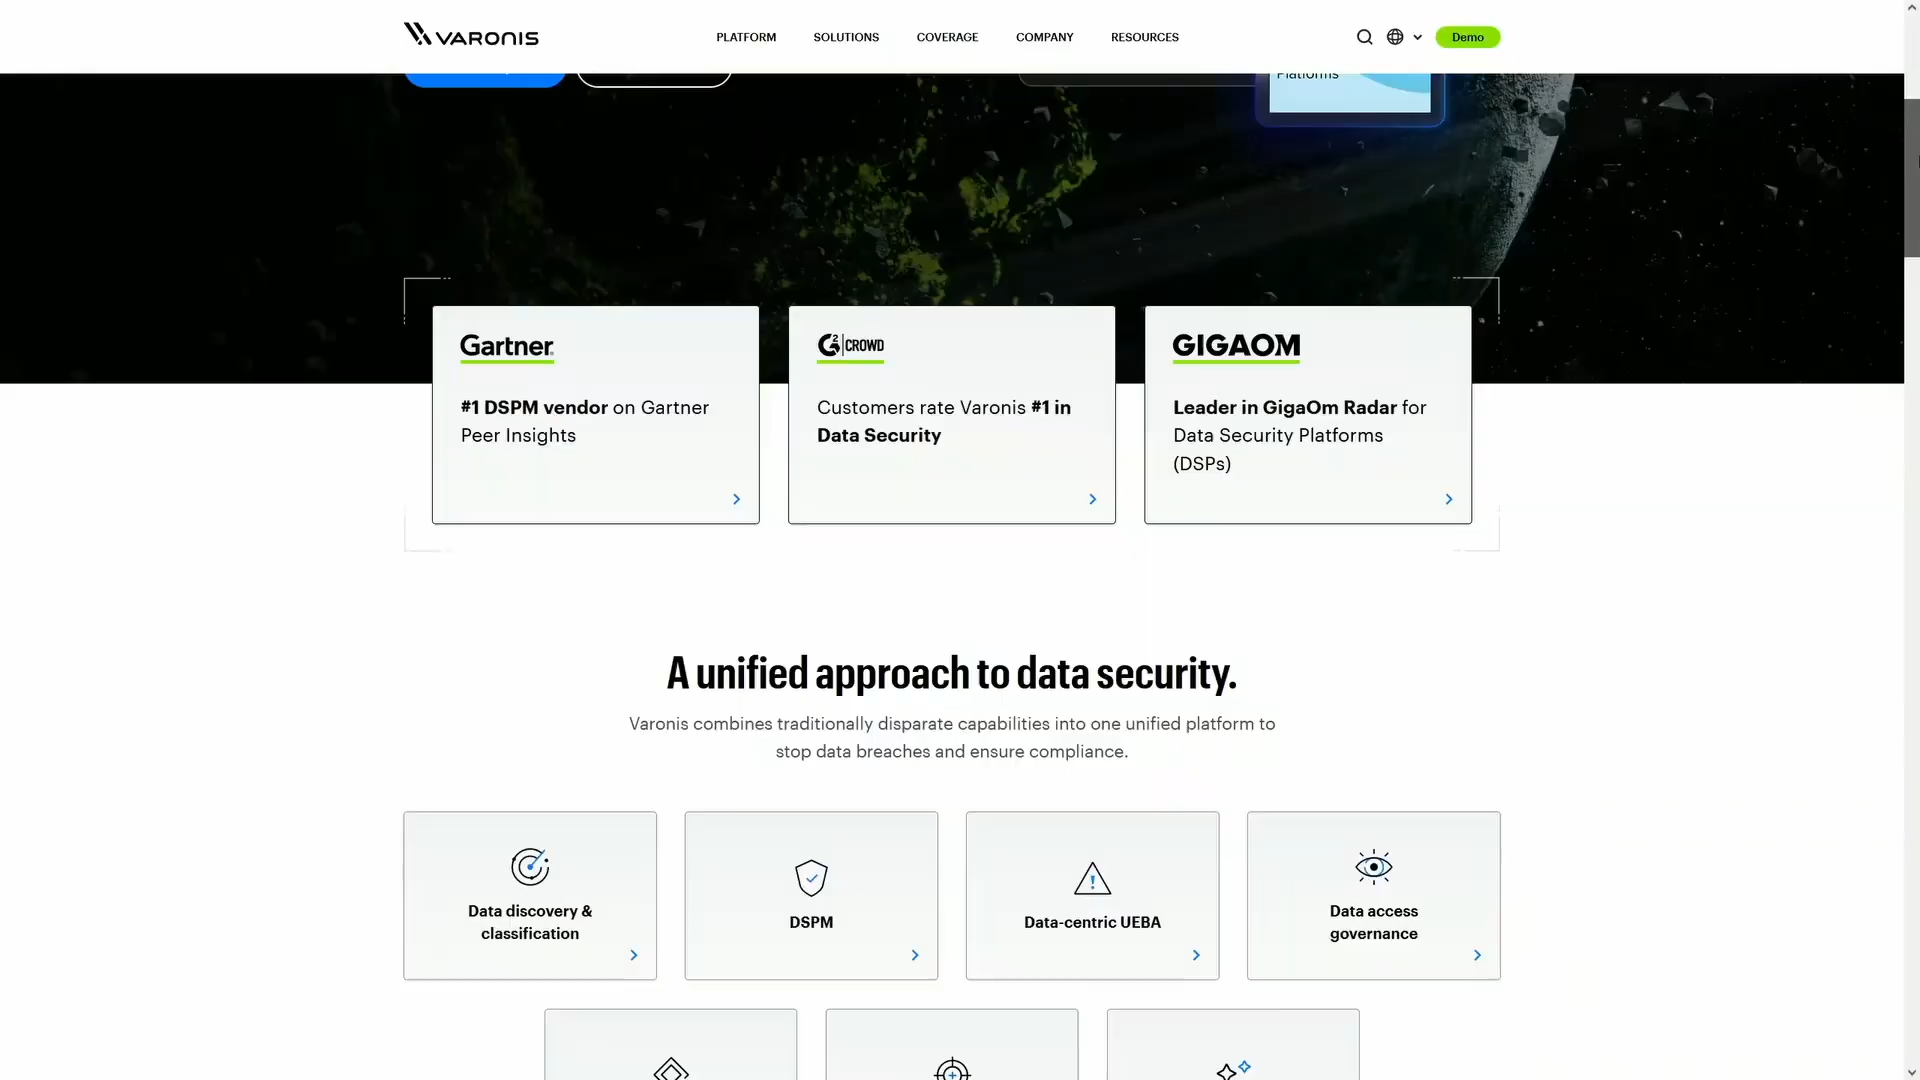 VARONIS
PLATFORM
SOLUTIONS
COVERAGE
COMPANY
RESOURCES
Demo
Platforms
Gartner
#1 DSPM vendor on Gartner
Peer Insights
G2 | CROWD
Customers rate Varonis #1 in
Data Security
GIGAOM
Leader in GigaOm Radar for
Data Security Platforms
(DSPs)
A unified approach to data security.
Varonis combines traditionally disparate capabilities into one unified platform to
stop data breaches and ensure compliance.
Data discovery &
classification
DSPM
Data-centric UEBA
Data access
governance